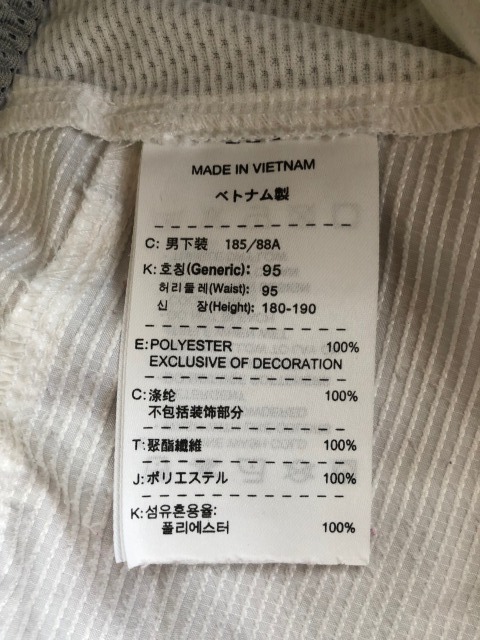 MADE IN VIETNAM
ベトナム製
C: 男下装 185/88A
K: 호칭(Generic): 95
허리둘레(Waist): 95
신 장(Height): 180-190
E: POLYESTER 100%
EXCLUSIVE OF DECORATION
C: 涤纶 100%
不包括装饰部分
T: 聚酯纖維 100%
J: ポリエステル 100%
K: 섬유혼용율:
폴리에스터 100%